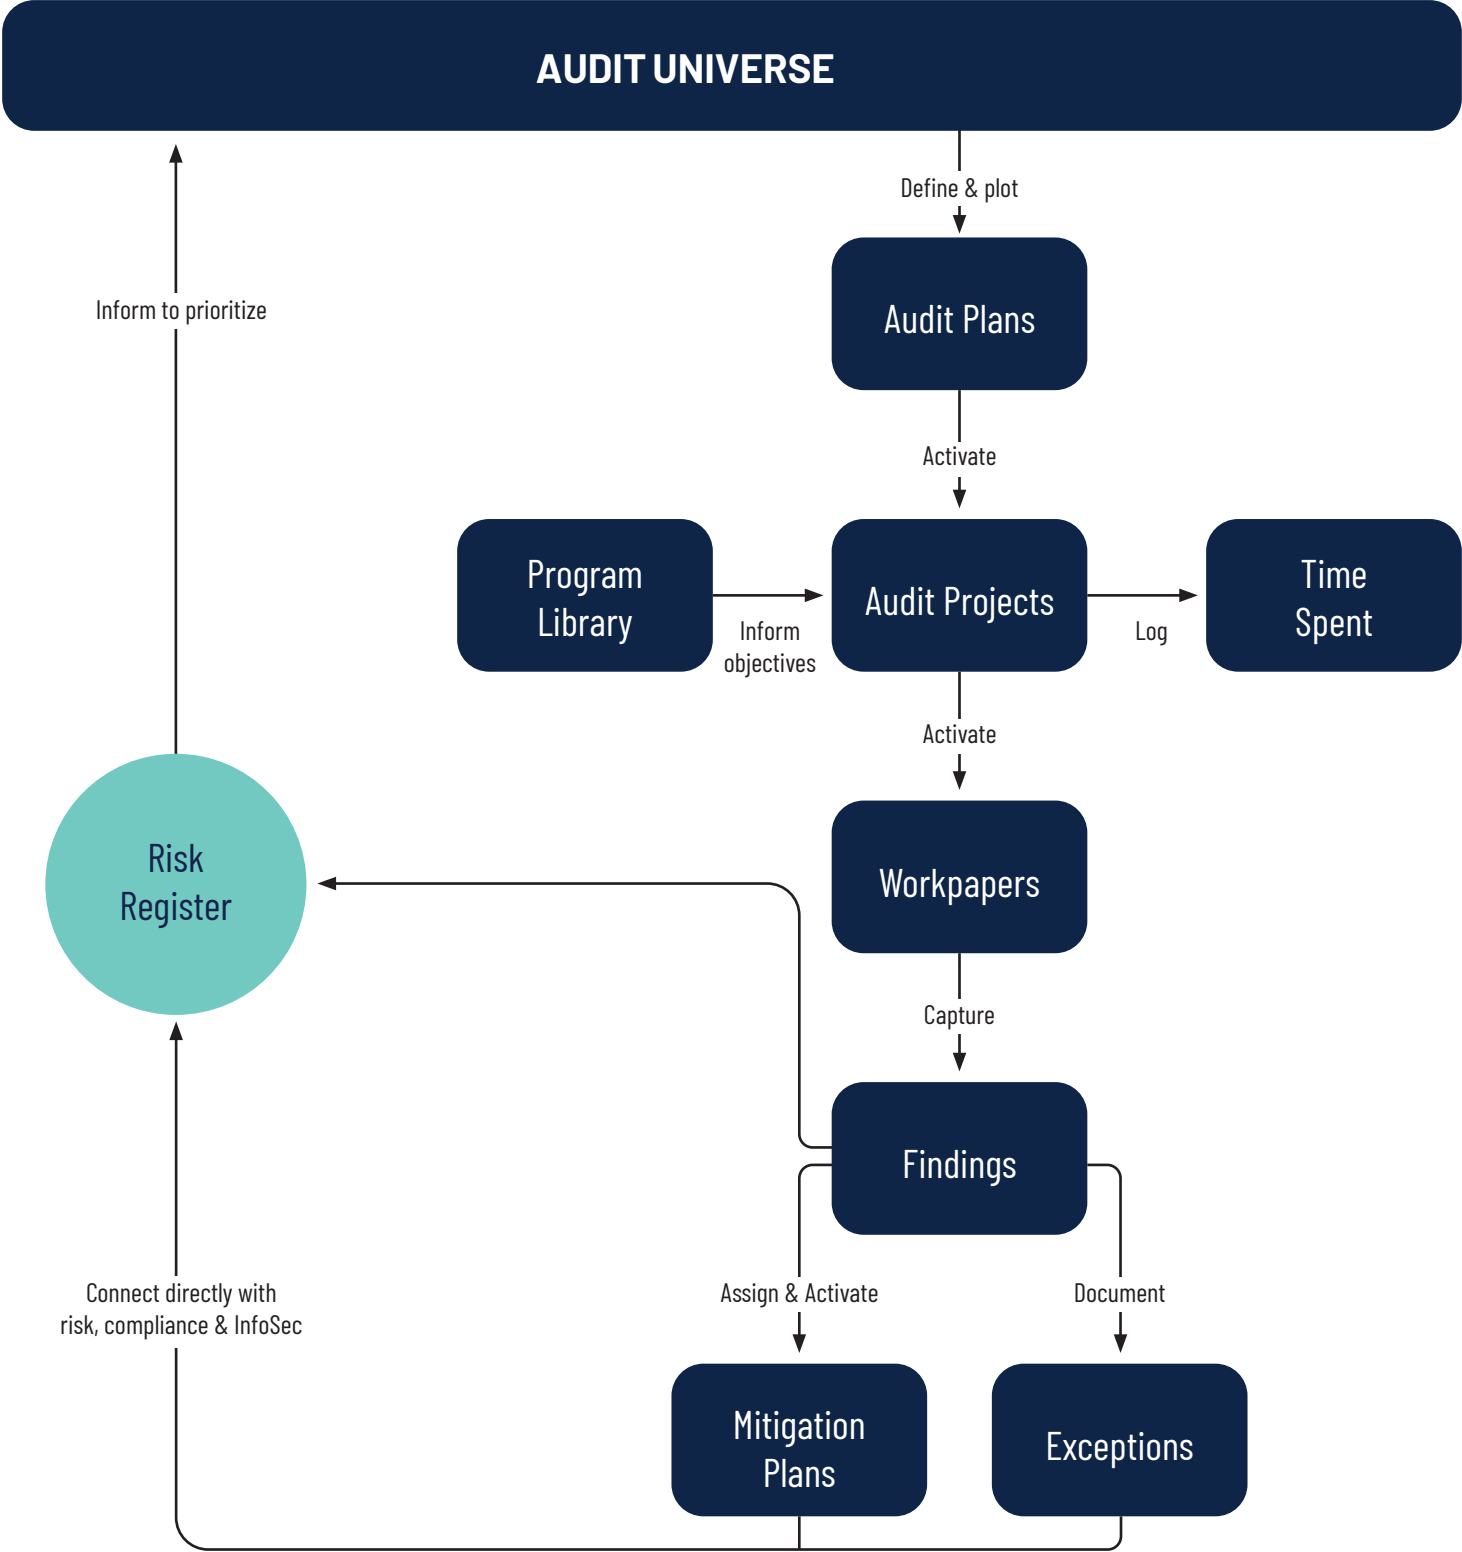 AUDIT UNIVERSE
Define & plot
Inform to prioritize
Audit Plans
Activate
Program
Library
Inform
objectives
Audit Projects
Log
Time
Spent
Activate
Risk
Register
Workpapers
Capture
Findings
Connect directly with
risk, compliance & InfoSec
Assign & Activate
Document
Mitigation
Plans
Exceptions